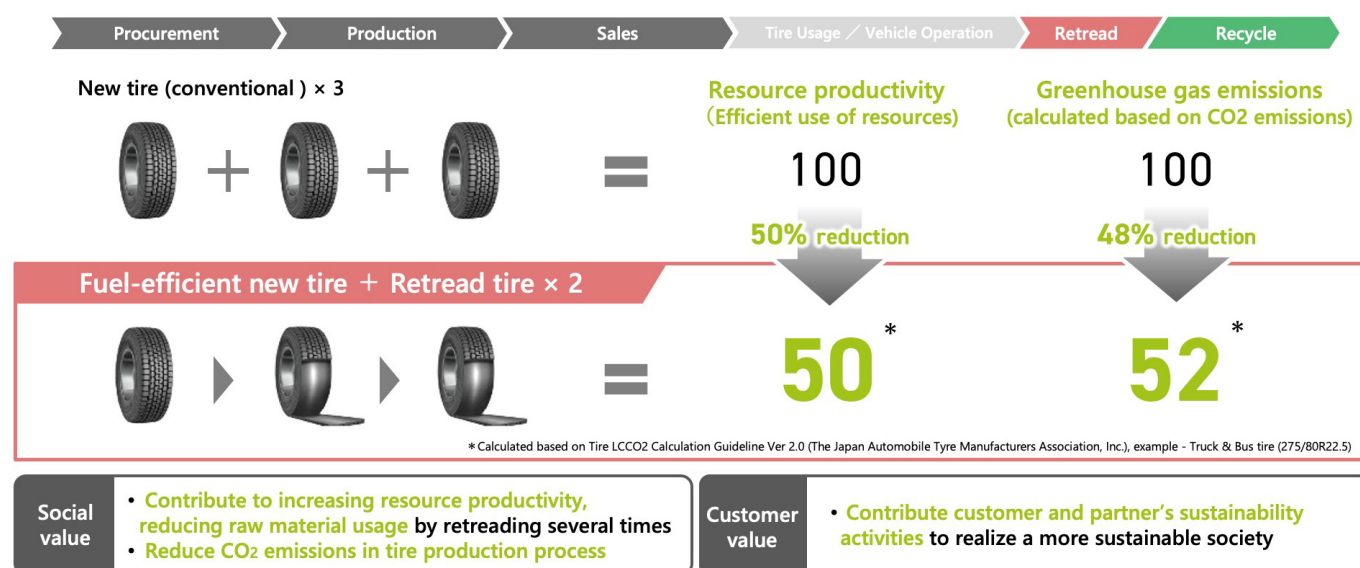 Procurement
Production
Sales
Tire Usage ／ Vehicle Operation
Retread
Recycle
New tire (conventional ) × 3
Resource productivity
（Efficient use of resources)
Greenhouse gas emissions
(calculated based on CO2 emissions)
+
+
=
100
100
50% reduction
48% reduction
Fuel-efficient new tire ＋ Retread tire × 2
=
50*
52*
*Calculated based on Tire LCCO2 Calculation Guideline Ver 2.0 (The Japan Automobile Tyre Manufacturers Association, Inc.), example - Truck & Bus tire (275/80R22.5)
Social
value
• Contribute to increasing resource productivity,
reducing raw material usage by retreading several times
• Reduce CO2 emissions in tire production process
Customer
value
• Contribute customer and partner’s sustainability
activities to realize a more sustainable society